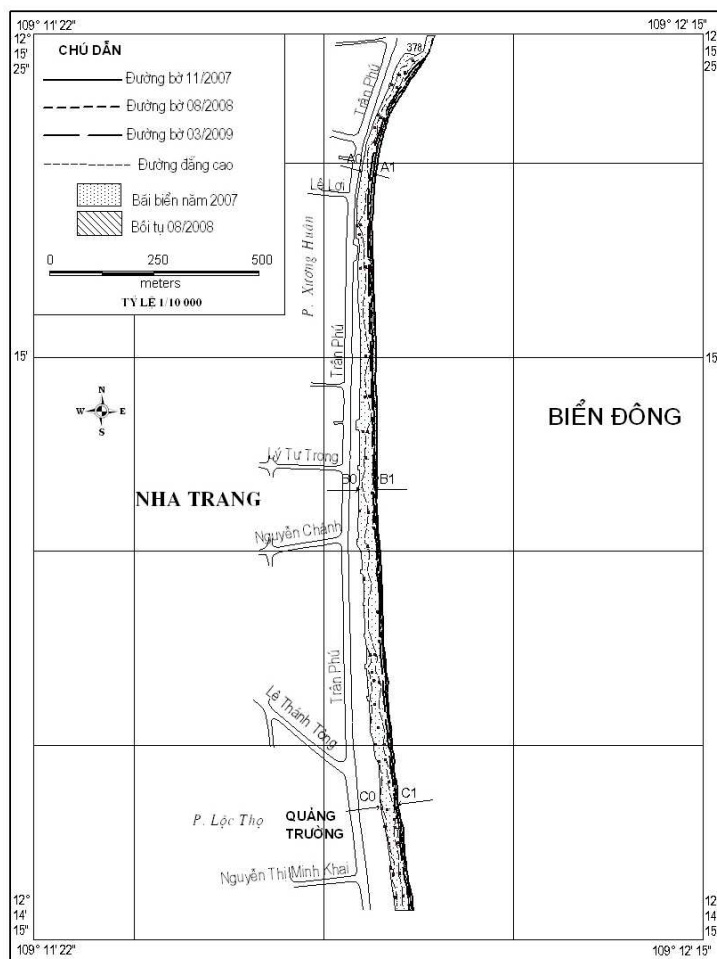 109° 11' 22"
109° 12' 15"
12°
15'
25"
12°
15'
25"
CHÚ DẪN
Đường bờ 11/2007
Đường bờ 08/2008
Đường bờ 03/2009
Đường đẳng cao
Bãi biển năm 2007
Bồi tụ 08/2008
0 250 500
meters
TỶ LỆ 1/10 000
378
Trần Phú
A0 A1
Lê Lợi
P. Xương Huân
Trần Phú
15'
15'
N
W E
S
BIỂN ĐÔNG
Lý Tự Trọng
B0 B1
NHA TRANG
Nguyễn Chánh
Trần Phú
Lê Thánh Tông
C0 C1
P. Lộc Thọ
QUẢNG
TRƯỜNG
Nguyễn Thị Minh Khai
12°
14'
15"
12°
14'
15"
109° 11' 22"
109° 12' 15"